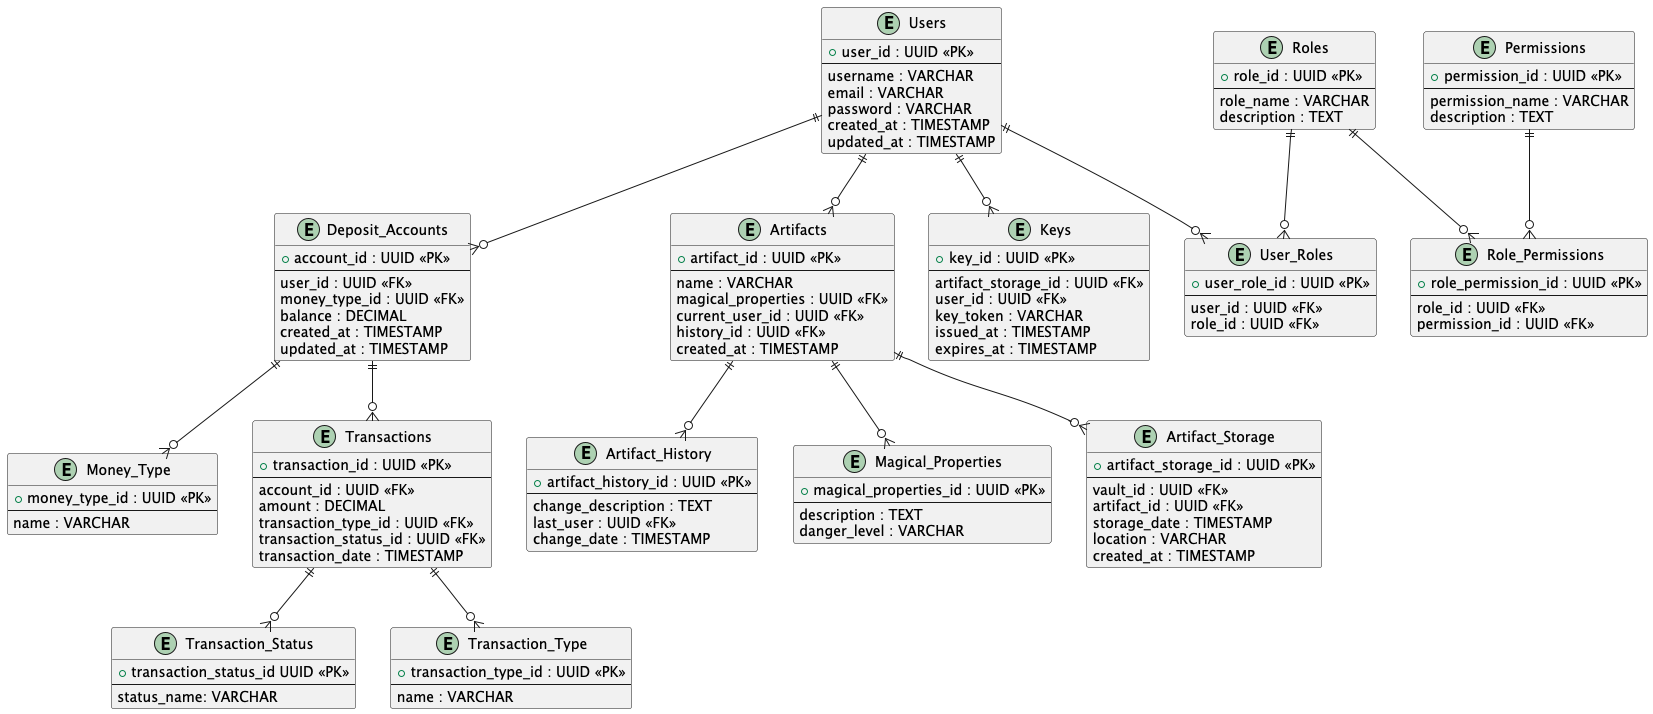 E Users
user_id : UUID «PK»
username : VARCHAR
email : VARCHAR
password : VARCHAR
created_at : TIMESTAMP
updated_at : TIMESTAMP
E Roles
role_id : UUID «PK»
role_name : VARCHAR
description : TEXT
E Permissions
permission_id : UUID «PK»
permission_name : VARCHAR
description : TEXT
E Deposit_Accounts
account_id : UUID «PK»
user_id : UUID «FK»
money_type_id : UUID «FK»
balance : DECIMAL
created_at : TIMESTAMP
updated_at : TIMESTAMP
E Artifacts
artifact_id : UUID «PK»
name : VARCHAR
magical_properties : UUID «FK»
current_user_id : UUID «FK»
history_id : UUID «FK»
created_at : TIMESTAMP
E Keys
key_id : UUID «PK»
artifact_storage_id : UUID «FK»
user_id : UUID «FK»
key_token : VARCHAR
issued_at : TIMESTAMP
expires_at : TIMESTAMP
E User_Roles
user_role_id : UUID «PK»
user_id : UUID «FK»
role_id : UUID «FK»
E Role_Permissions
role_permission_id : UUID «PK»
role_id : UUID «FK»
permission_id : UUID «FK»
E Money_Type
money_type_id : UUID «PK»
name : VARCHAR
E Transactions
transaction_id : UUID «PK»
account_id : UUID «FK»
amount : DECIMAL
transaction_type_id : UUID «FK»
transaction_status_id : UUID «FK»
transaction_date : TIMESTAMP
E Artifact_History
artifact_history_id : UUID «PK»
change_description : TEXT
last_user : UUID «FK»
change_date : TIMESTAMP
E Magical_Properties
magical_properties_id : UUID «PK»
description : TEXT
danger_level : VARCHAR
E Artifact_Storage
artifact_storage_id : UUID «PK»
vault_id : UUID «FK»
artifact_id : UUID «FK»
storage_date : TIMESTAMP
location : VARCHAR
created_at : TIMESTAMP
E Transaction_Status
transaction_status_id UUID «PK»
status_name: VARCHAR
E Transaction_Type
transaction_type_id : UUID «PK»
name : VARCHAR